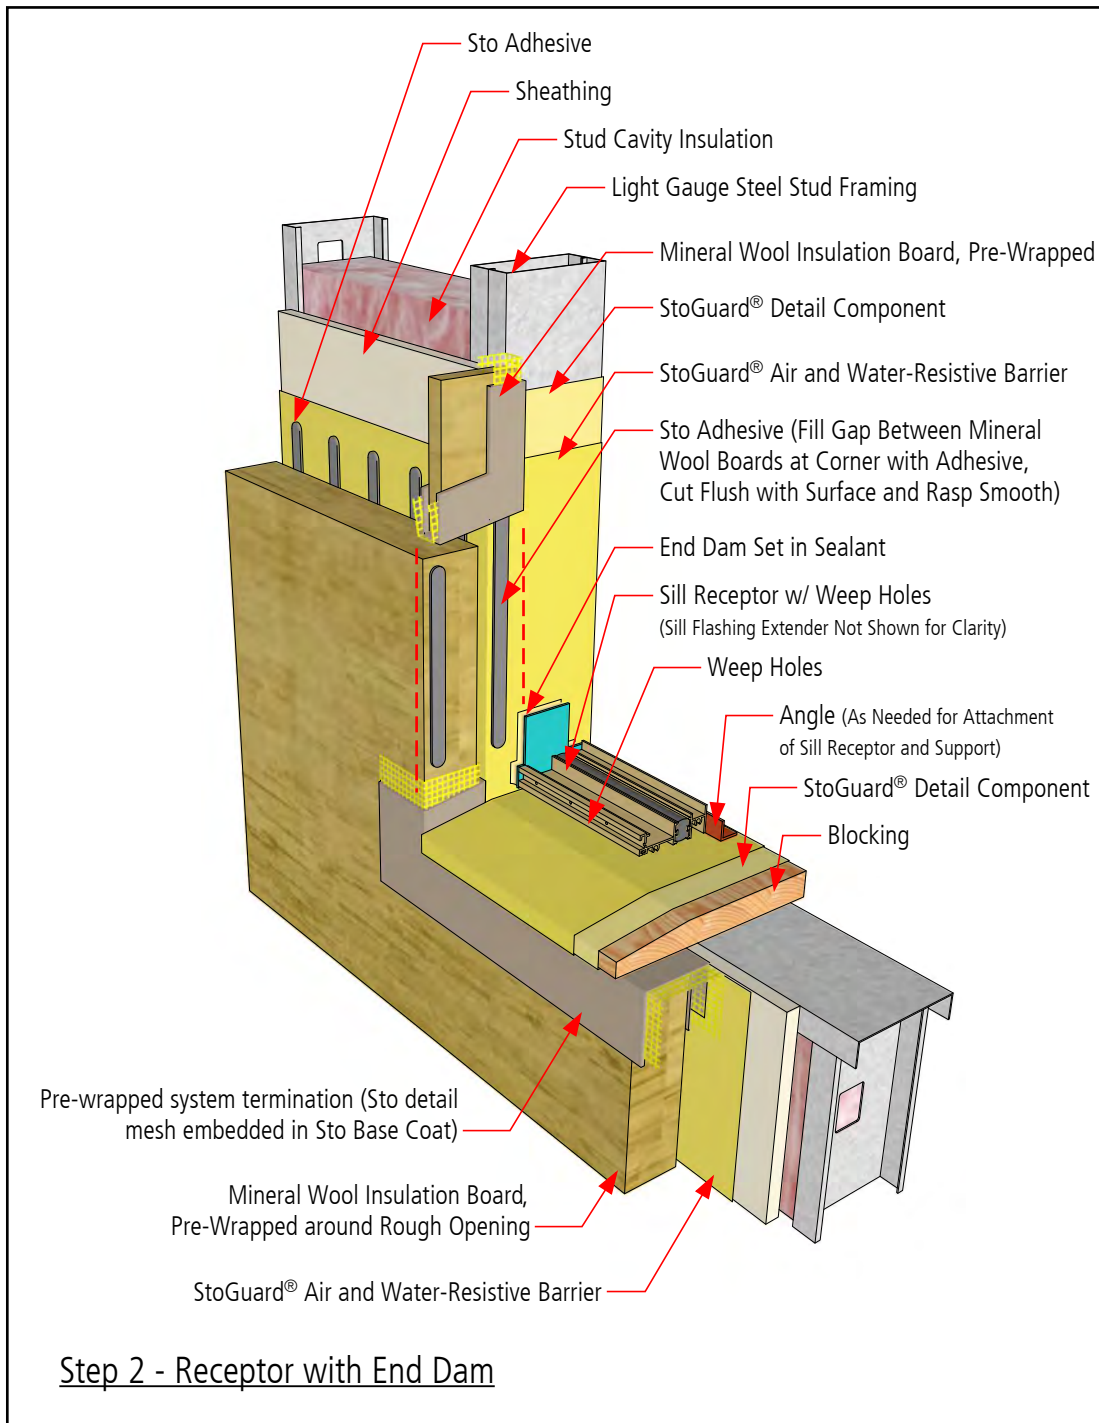 Sto Adhesive
Sheathing
Stud Cavity Insulation
Light Gauge Steel Stud Framing
Mineral Wool Insulation Board, Pre-Wrapped
StoGuard® Detail Component
StoGuard® Air and Water-Resistive Barrier
Sto Adhesive (Fill Gap Between Mineral
Wool Boards at Corner with Adhesive,
Cut Flush with Surface and Rasp Smooth)
End Dam Set in Sealant
Sill Receptor w/ Weep Holes
(Sill Flashing Extender Not Shown for Clarity)
Weep Holes
Angle (As Needed for Attachment
of Sill Receptor and Support)
StoGuard® Detail Component
Blocking
Pre-wrapped system termination (Sto detail
mesh embedded in Sto Base Coat)
Mineral Wool Insulation Board,
Pre-Wrapped around Rough Opening
StoGuard® Air and Water-Resistive Barrier
Step 2 - Receptor with End Dam